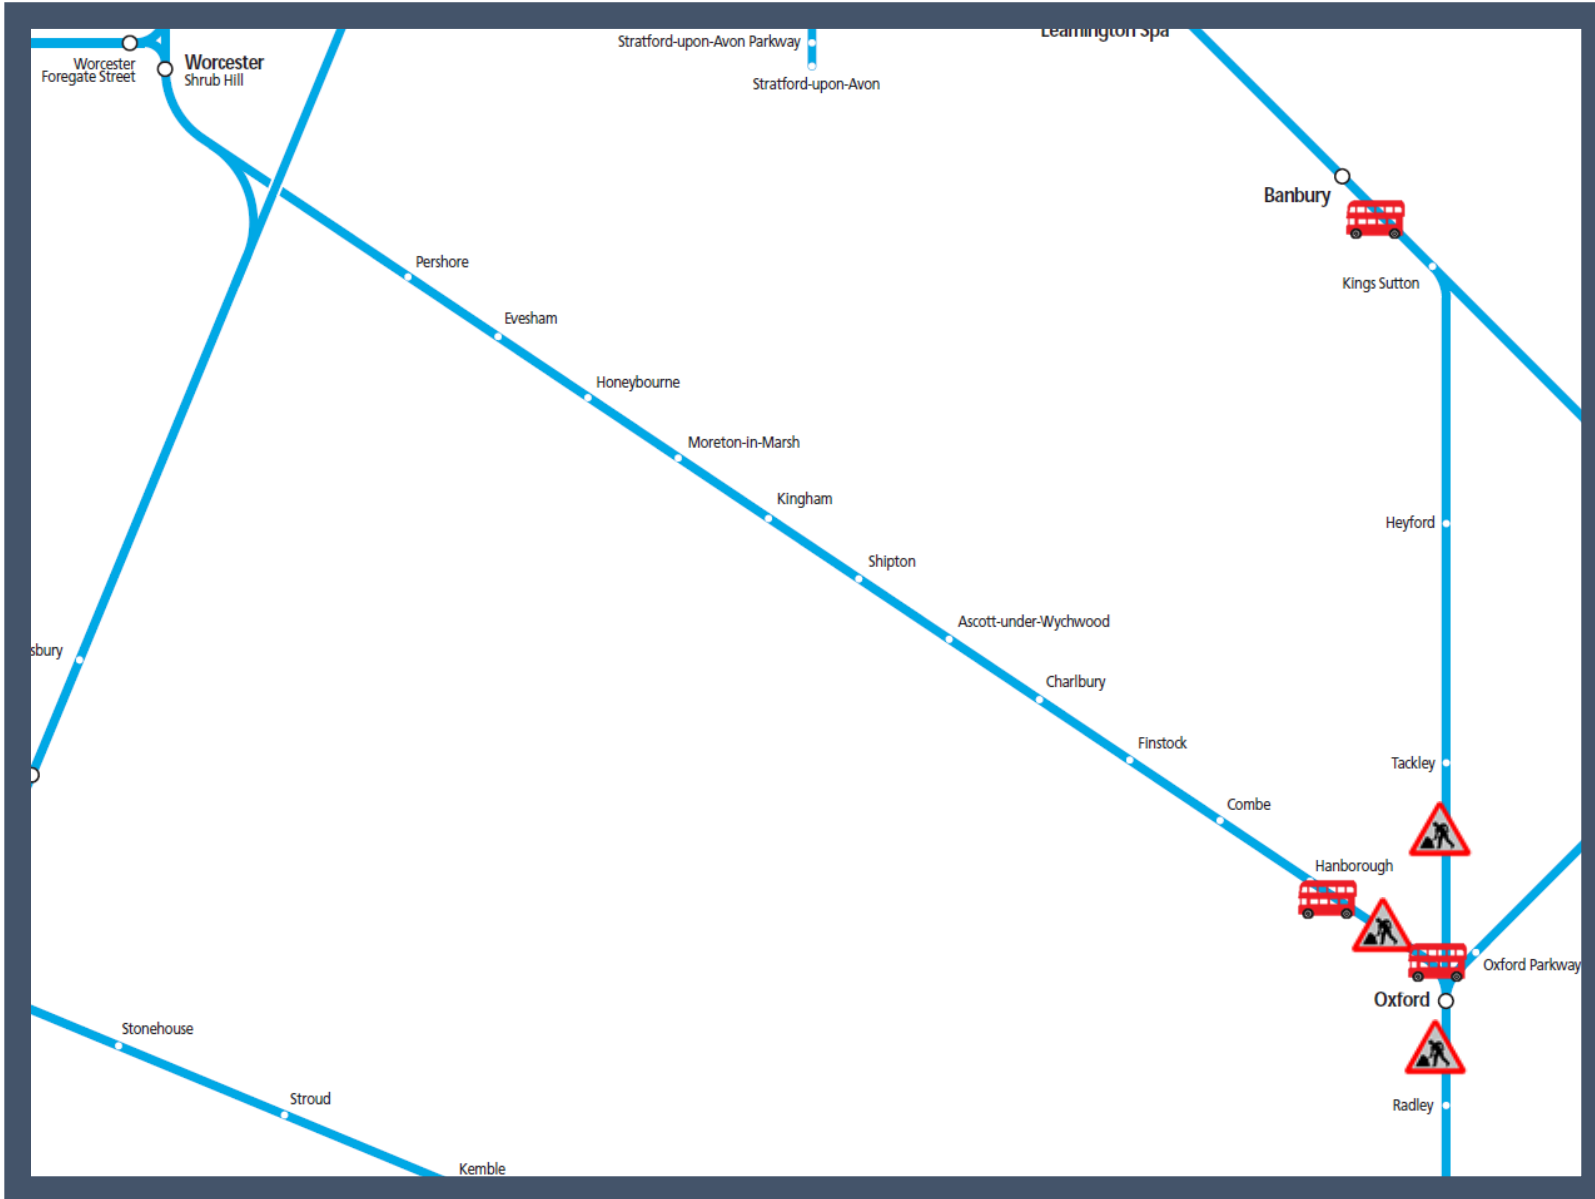 Stratford-upon-Avon Parkway
Leamington Spa
Worcester
Foregate Street
Worcester
Shrub Hill
Stratford-upon-Avon
Banbury
Pershore
Kings Sutton
Evesham
Honeybourne
Moreton-in-Marsh
Kingham
Heyford
Shipton
Ascott-under-Wychwood
sbury
Charlbury
Finstock
Tackley
Combe
Hanborough
Oxford Parkway
Oxford
Stonehouse
Stroud
Radley
Kemble